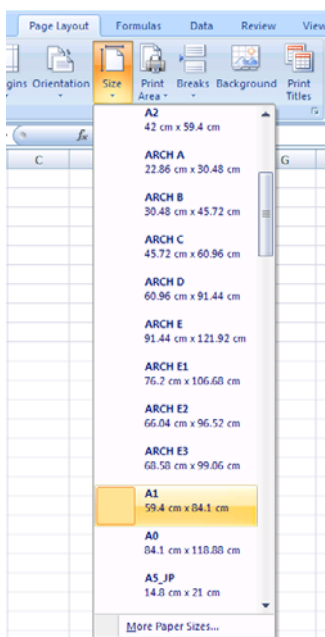 Page Layout Formulas Data Review View
gins Orientation Size Print Area Breaks Background Print Titles
fx
C G
A2
42 cm x 59.4 cm
ARCH A
22.86 cm x 30.48 cm
ARCH B
30.48 cm x 45.72 cm
ARCH C
45.72 cm x 60.96 cm
ARCH D
60.96 cm x 91.44 cm
ARCH E
91.44 cm x 121.92 cm
ARCH E1
76.2 cm x 106.68 cm
ARCH E2
66.04 cm x 96.52 cm
ARCH E3
68.58 cm x 99.06 cm
A1
59.4 cm x 84.1 cm
A0
84.1 cm x 118.88 cm
A5_JP
14.8 cm x 21 cm
More Paper Sizes...